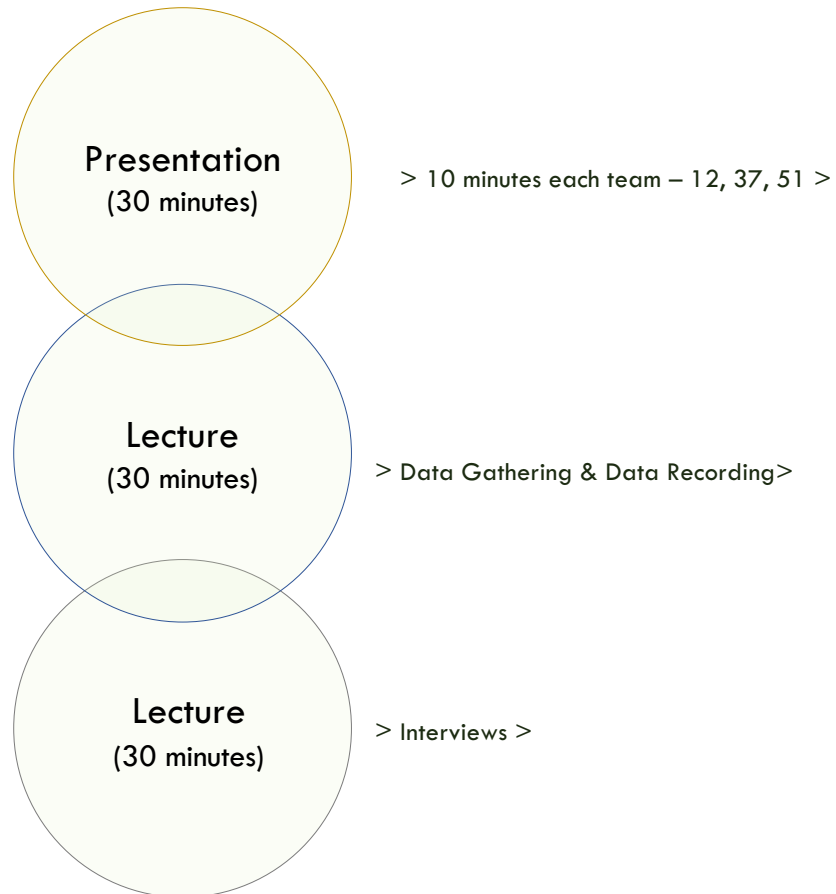 Presentation
(30 minutes)
> 10 minutes each team – 12, 37, 51 >
Lecture
(30 minutes)
> Data Gathering & Data Recording>
Lecture
(30 minutes)
> Interviews >